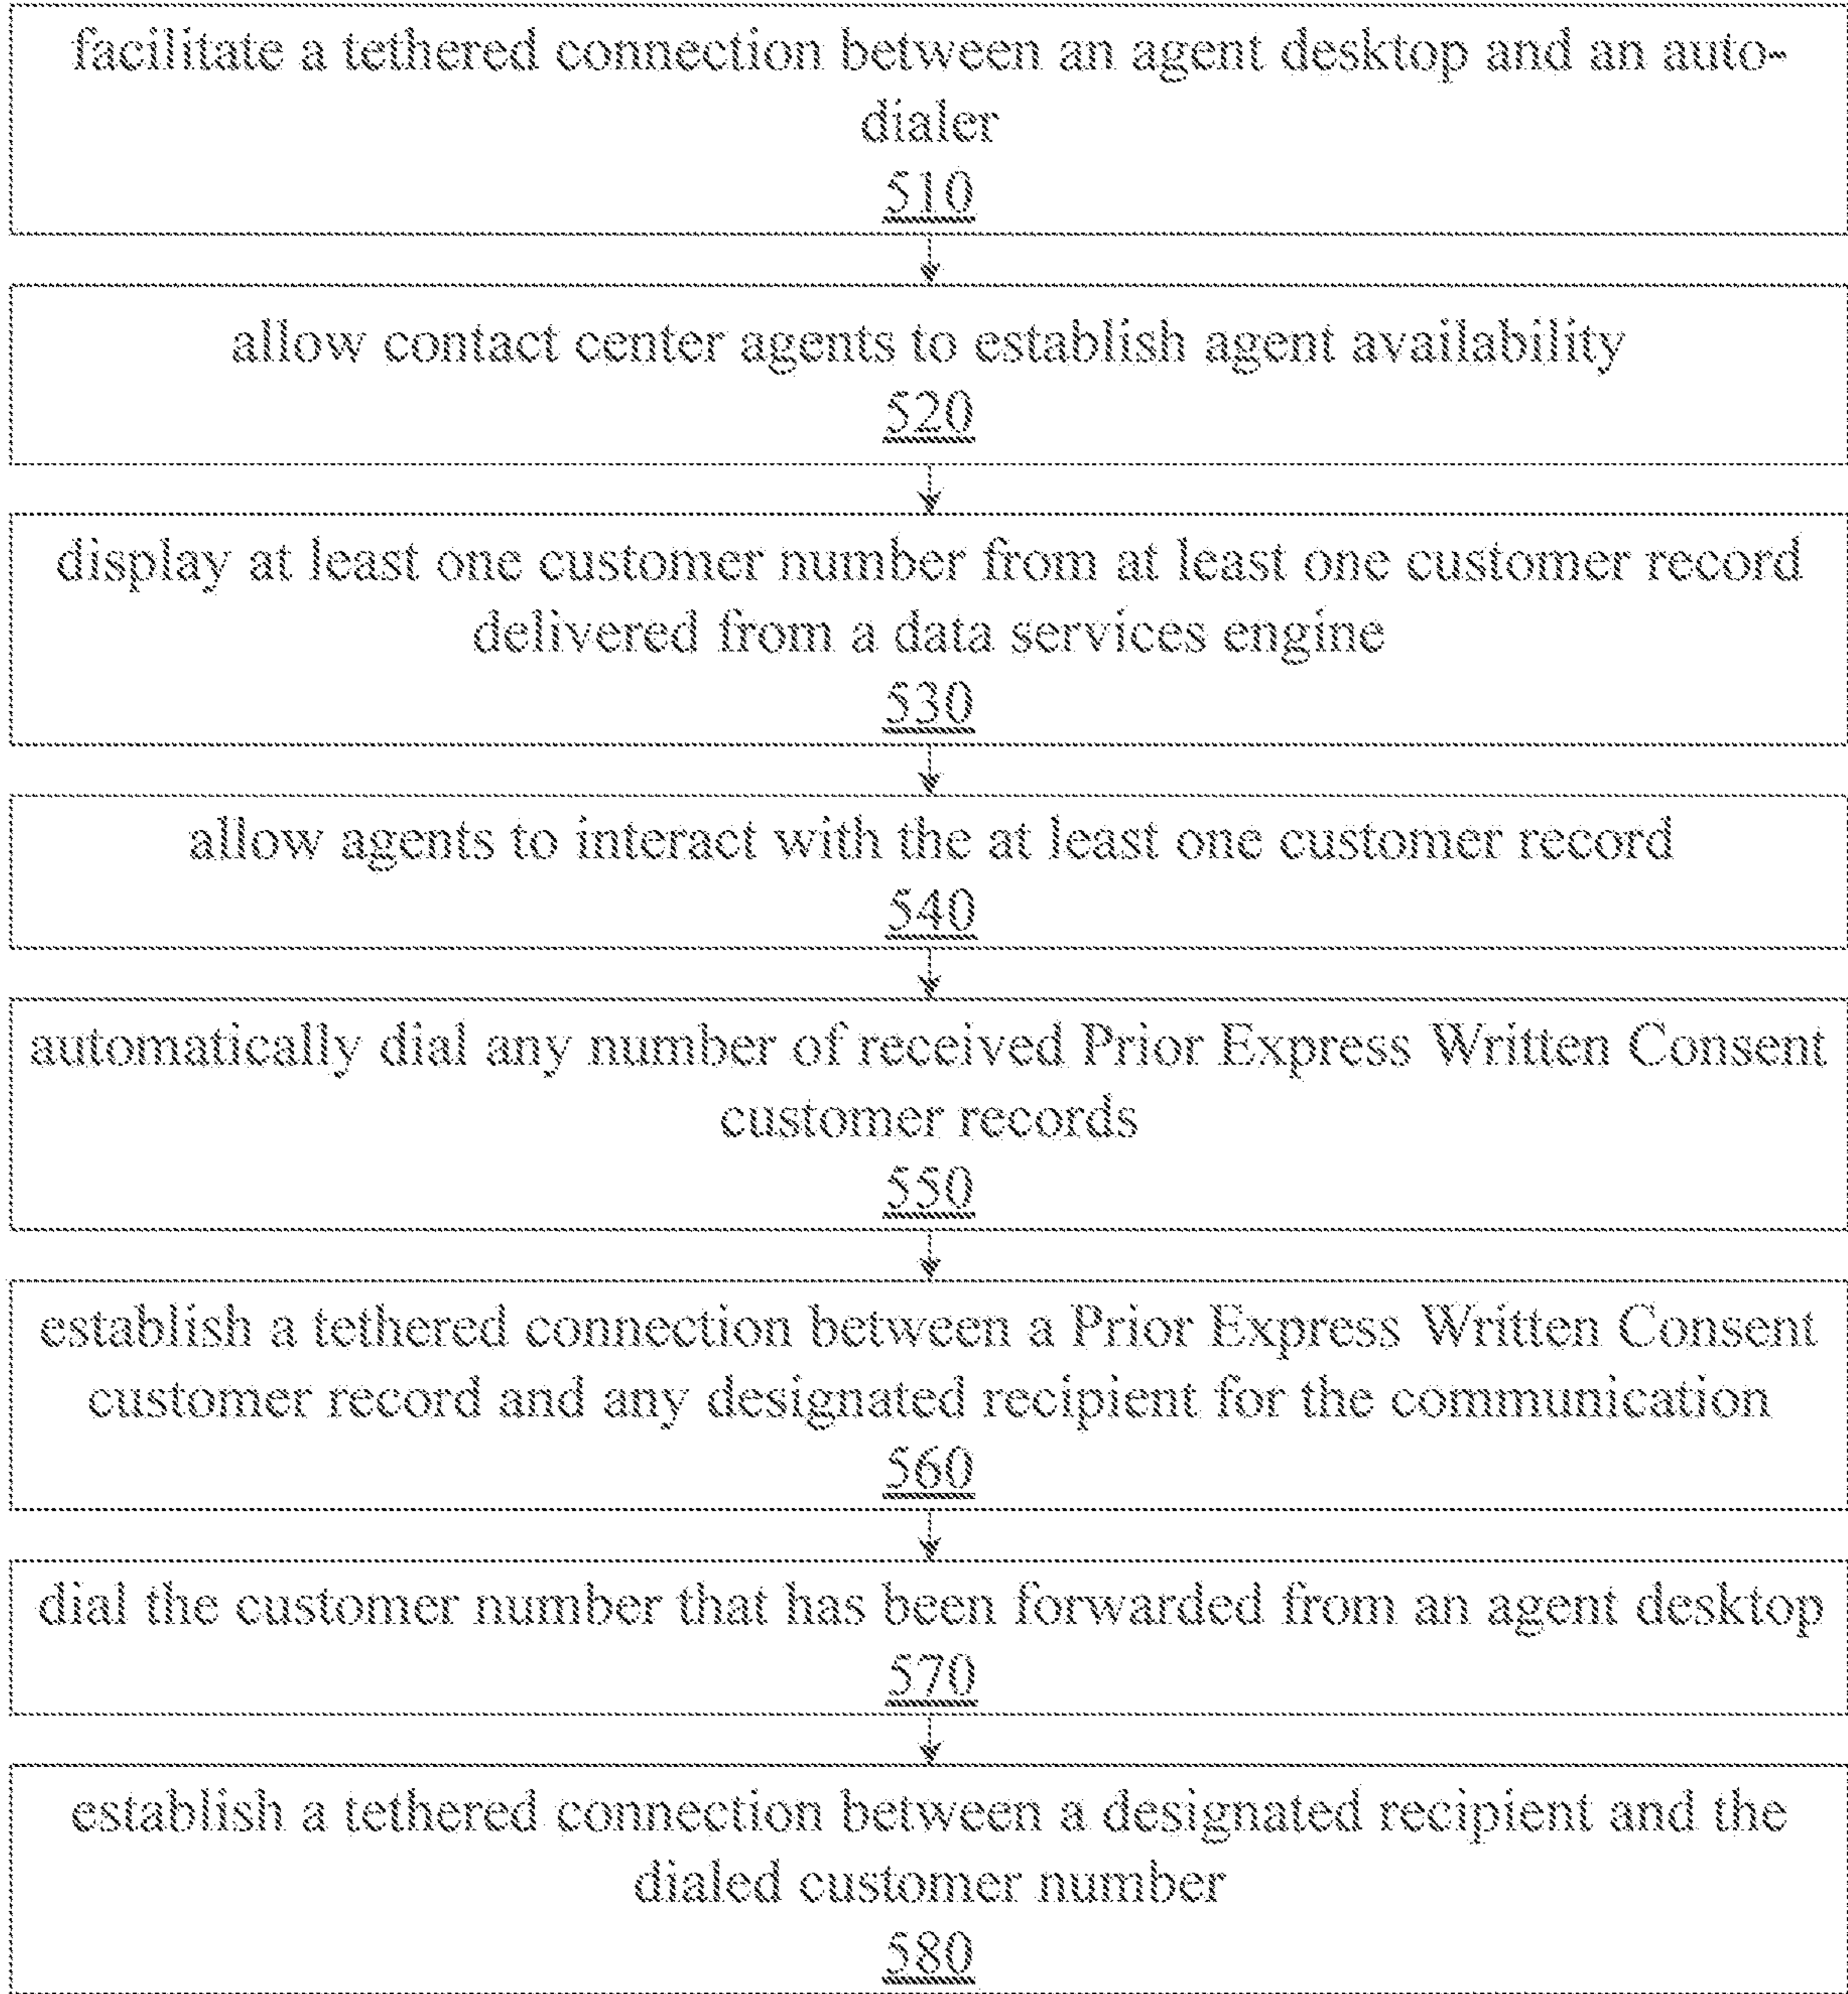 facilitate a tethered connection between an agent desktop and an auto-
dialer
510
allow contact center agents to establish agent availability
520
display at least one customer number from at least one customer record
delivered from a data services engine
530
allow agents to interact with the at least one customer record
540
automatically dial any number of received Prior Express Written Consent
customer records
550
establish a tethered connection between a Prior Express Written Consent
customer record and any designated recipient for the communication
560
dial the customer number that has been forwarded from an agent desktop
570
establish a tethered connection between a designated recipient and the
dialed customer number
580